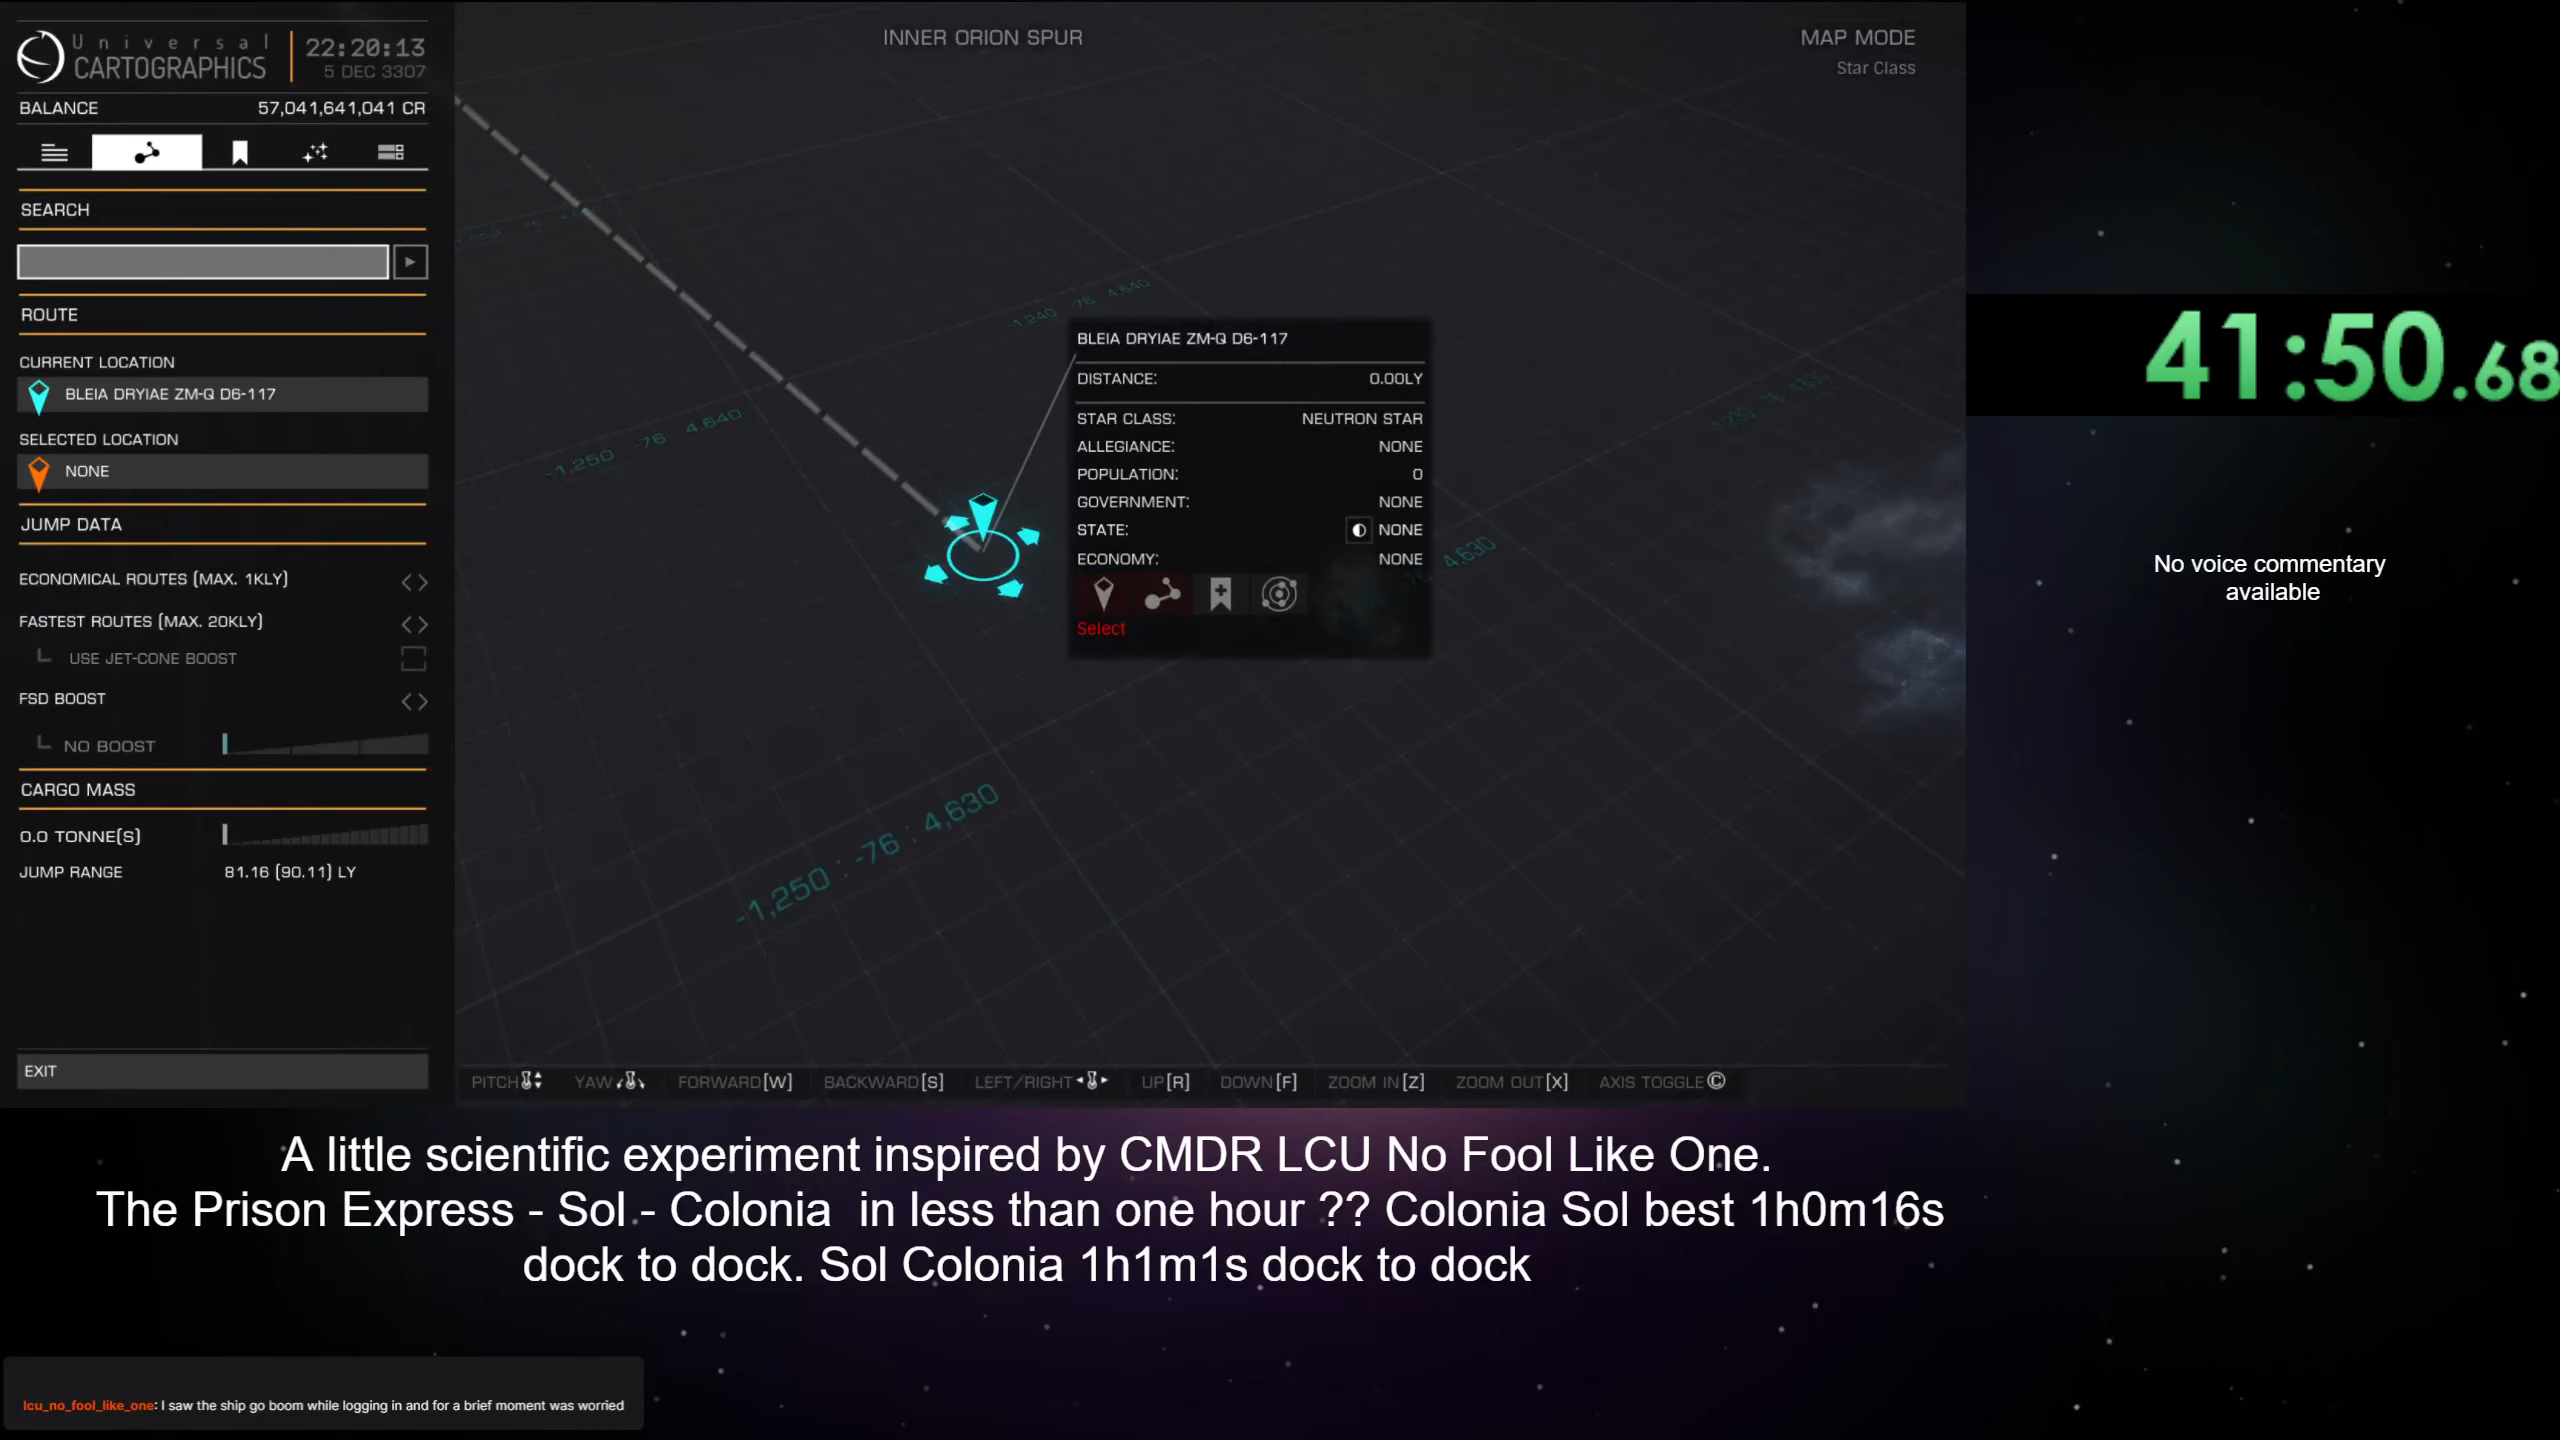 Universal
CARTOGRAPHICS
22:20:13
5 DEC 3307
BALANCE 57,041,641,041 CR
SEARCH
ROUTE
CURRENT LOCATION
BLEIA DRYIAE ZM-Q D6-117
SELECTED LOCATION
NONE
JUMP DATA
ECONOMICAL ROUTES (MAX. 1KLY)
FASTEST ROUTES (MAX. 20KLY)
USE JET-CONE BOOST
FSD BOOST
NO BOOST
CARGO MASS
0.0 TONNE(S)
JUMP RANGE 81.16 (90.11) LY
EXIT
INNER ORION SPUR
MAP MODE
Star Class
-1,240 : -76 : 4,640
-1,250 : -76 : 4,640
BLEIA DRYIAE ZM-Q D6-117
DISTANCE: 0.00LY
STAR CLASS: NEUTRON STAR
ALLEGIANCE: NONE
POPULATION: 0
GOVERNMENT: NONE
STATE: NONE
ECONOMY: NONE
Select
4,630
-1,250 : -76 : 4,630
PITCH YAW FORWARD[W] BACKWARD[S] LEFT/RIGHT UP[R] DOWN[F] ZOOM IN[Z] ZOOM OUT[X] AXIS TOGGLE
41:50.68
No voice commentary
available
A little scientific experiment inspired by CMDR LCU No Fool Like One.
The Prison Express - Sol - Colonia in less than one hour ?? Colonia Sol best 1h0m16s
dock to dock. Sol Colonia 1h1m1s dock to dock
lcu_no_fool_like_one: I saw the ship go boom while logging in and for a brief moment was worried